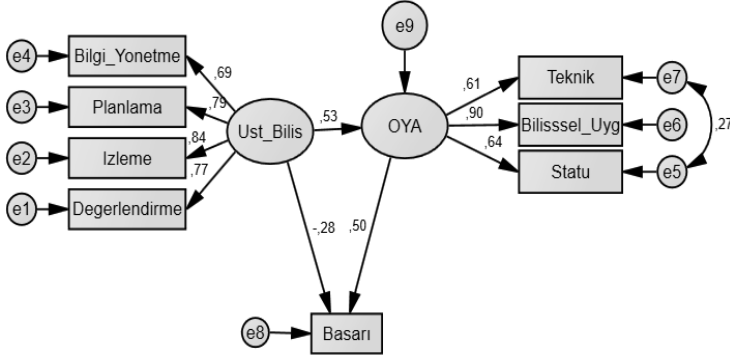 e9
e4
Bilgi_Yonetme
,69
e3
Planlama
,79
e2
Izleme
,84
e1
Degerlendirme
,77
Ust_Bilis
,53
OYA
,61
Teknik
e7
,90
Bilisssel_Uyg
e6
,27
,64
Statu
e5
-,28
,50
e8
Basarı